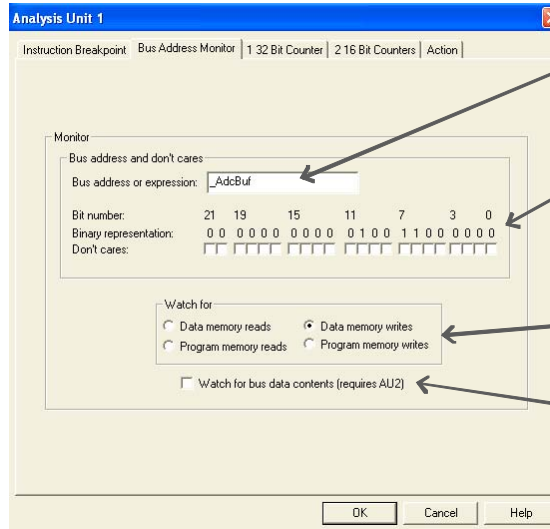 Analysis Unit 1
Instruction Breakpoint Bus Address Monitor 1 32 Bit Counter 2 16 Bit Counters Action
Monitor
Bus address and don't cares
Bus address or expression: _AdcBuf
Bit number: 21 19 15 11 7 3 0
Binary representation: 0 0 0 0 0 0 0 0 0 0 0 1 0 0 1 1 0 0 0 0 0 0
Don't cares:
Watch for
Data memory reads Data memory writes
Program memory reads Program memory writes
Watch for bus data contents (requires AU2)
OK Cancel Help